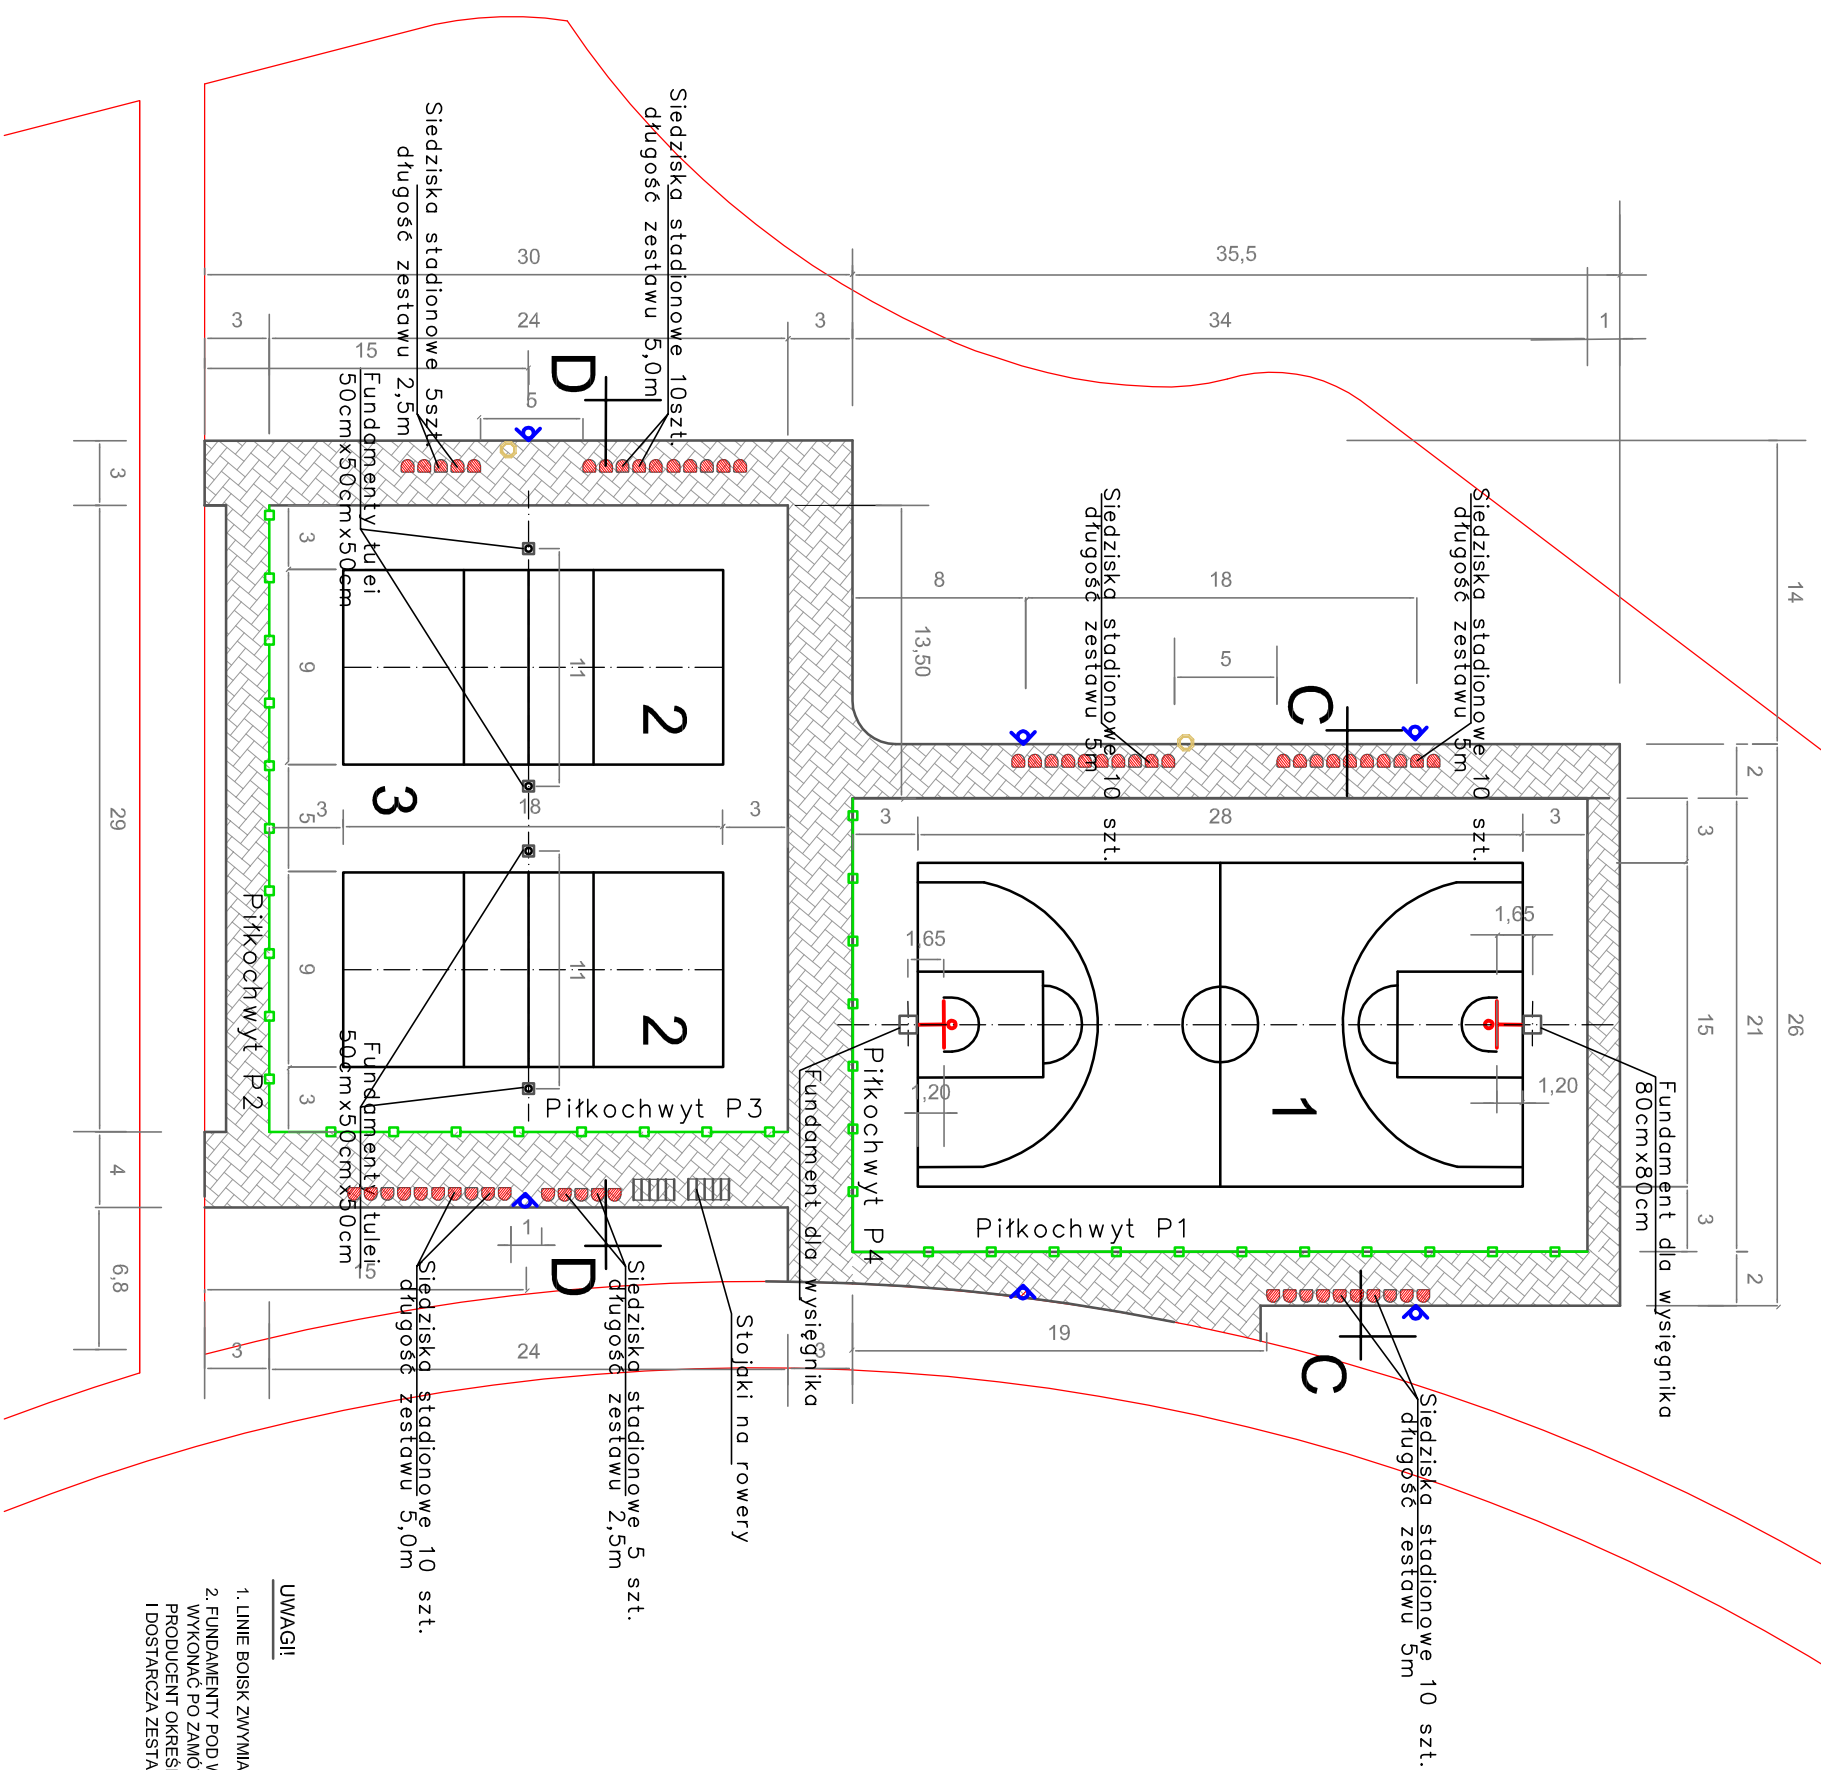 Siedziska stadionowe 5szt.
długość zestawu 2,5m
Siedziska stadionowe 10szt.
długość zestawu 5,0m
30
35,5
3
24
3
34
1
15
5
D
Fundamenty tulei
50cmx50cmx50cm
Siedziska stadionowe 10 szt.
długość zestawu 5m
Siedziska stadionowe 10 szt.
długość zestawu 5m
8
18
5
13,50
C
14
2
3
15
21
26
3
2
3
29
4
6,8
3
9
5
9
3
11
11
2
2
3
3
18
3
3
28
3
1,65
1,65
1,20
1,20
1
Piłkochwyt P2
Piłkochwyt P3
Piłkochwyt P4
Piłkochwyt P1
Fundament dla wysięgnika
Fundament dla wysięgnika
80cmx80cm
Fundamenty tulei
50cmx50cmx50cm
1
15
D
3
24
3
19
C
Siedziska stadionowe 10 szt.
długość zestawu 5,0m
Siedziska stadionowe 5 szt.
długość zestawu 2,5m
Stojaki na rowery
Siedziska stadionowe 10 szt.
długość zestawu 5m
UWAGI!
1. LINIE BOISK ZWYMIA
2. FUNDAMENTY POD W
WYKONAĆ PO ZAMÓ
PRODUCENT OKREŚ
I DOSTARCZA ZESTA